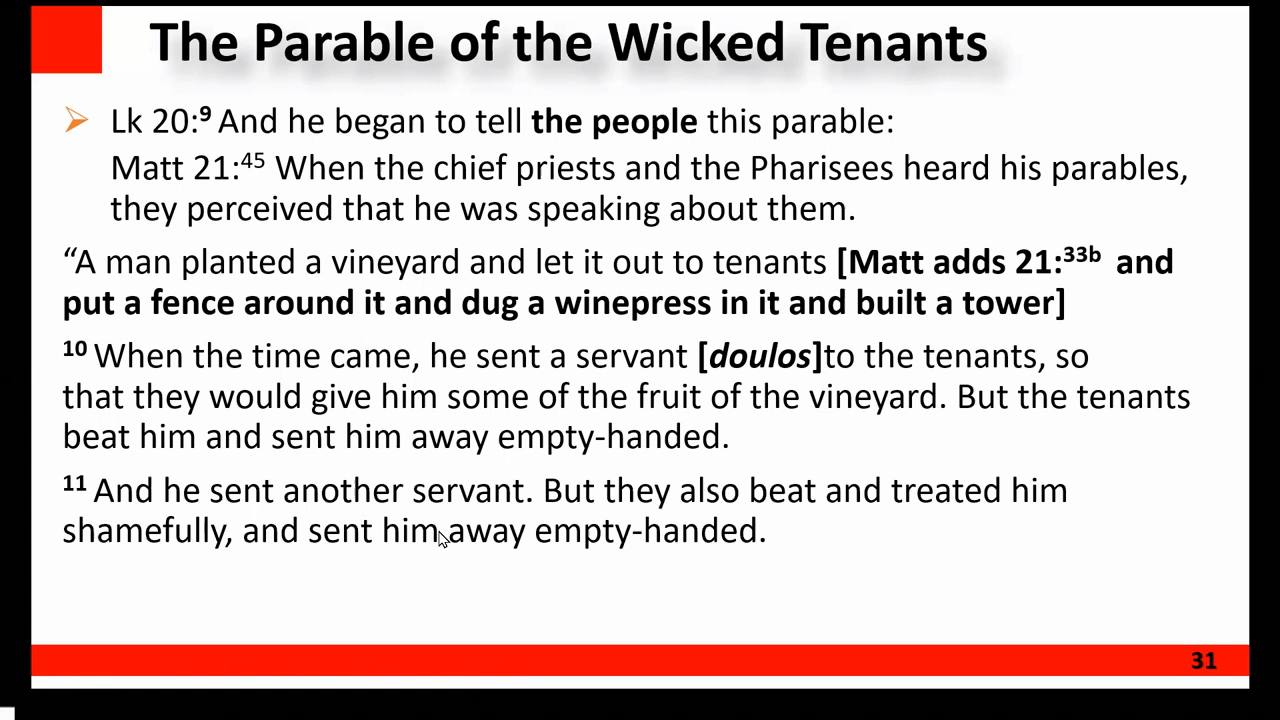 The Parable of the Wicked Tenants
Lk 20:⁹ And he began to tell the people this parable:
Matt 21:⁴⁵ When the chief priests and the Pharisees heard his parables,
they perceived that he was speaking about them.
“A man planted a vineyard and let it out to tenants [Matt adds 21:³³ᵇ and
put a fence around it and dug a winepress in it and built a tower]
¹⁰ When the time came, he sent a servant [doulos]to the tenants, so
that they would give him some of the fruit of the vineyard. But the tenants
beat him and sent him away empty-handed.
¹¹ And he sent another servant. But they also beat and treated him
shamefully, and sent him away empty-handed.
31